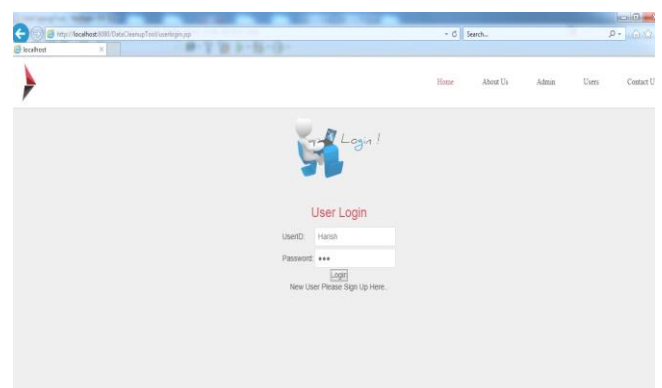 http://localhost:8080/DataCleanupTool/userlogin.jsp
Search...
localhost
Home About Us Admin Users Contact U
Login !
User Login
UserID: Harish
Password: •••
Login
New User Please Sign Up Here..